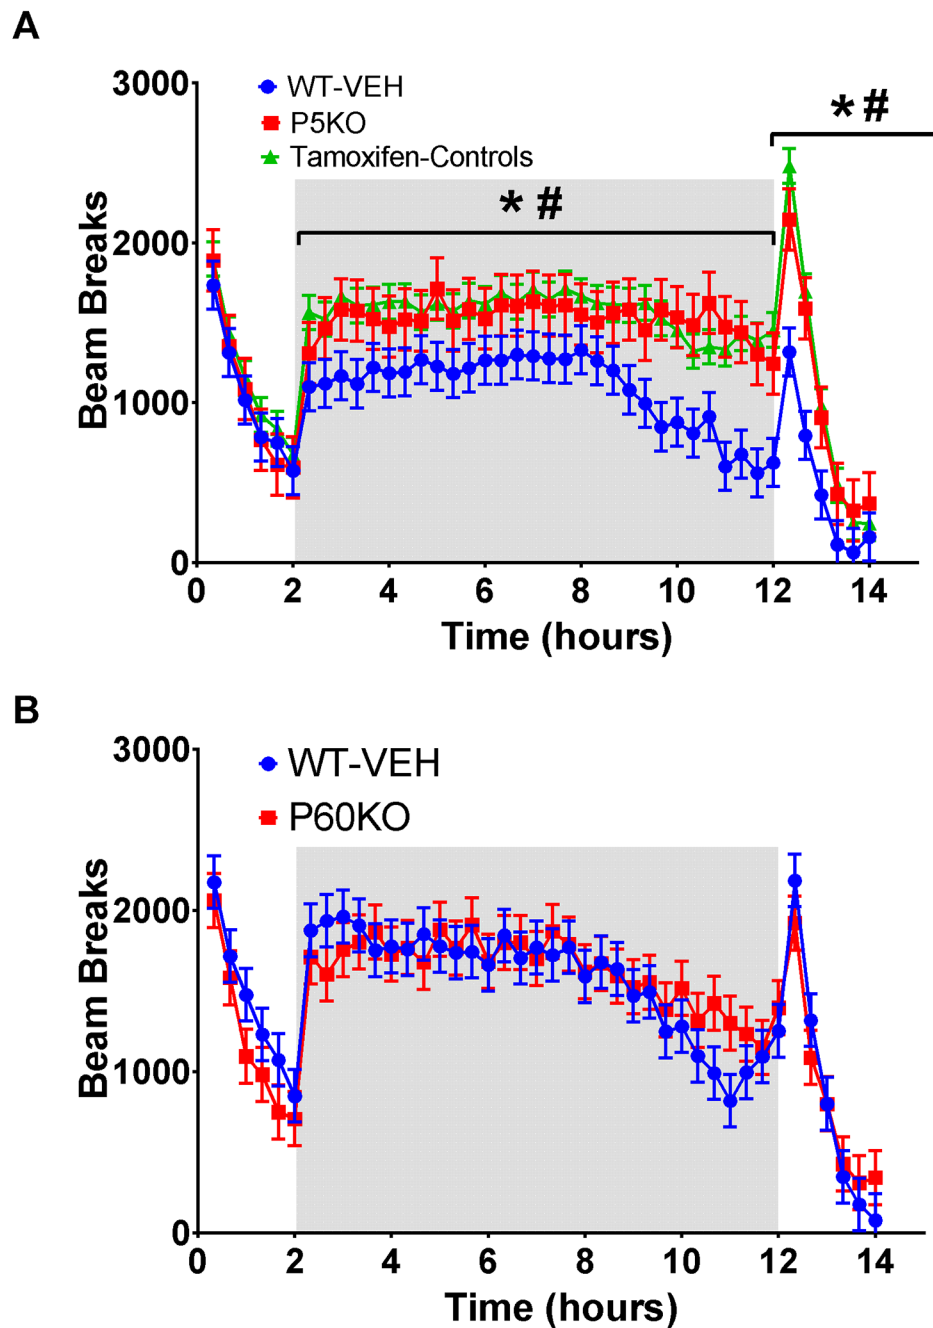 A
3000
2000
1000
0
Beam Breaks
WT-VEH
P5KO
Tamoxifen-Controls
* #
* #
0 2 4 6 8 10 12 14
Time (hours)
B
3000
2000
1000
0
Beam Breaks
WT-VEH
P60KO
0 2 4 6 8 10 12 14
Time (hours)